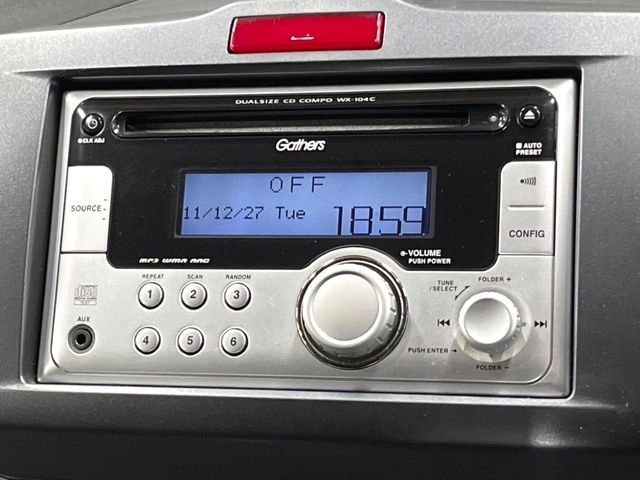 DUALSIZE CD COMPO WX-104C
CLK ADJ
Gathers
AUTO
PRESET
OFF
11/12/27 Tue 18:59
SOURCE
CONFIG
VOLUME
PUSH POWER
MP3 WMA AAC
REPEAT SCAN RANDOM
1 2 3
AUX
4 5 6
TUNE
/SELECT
FOLDER +
PUSH ENTER
FOLDER −